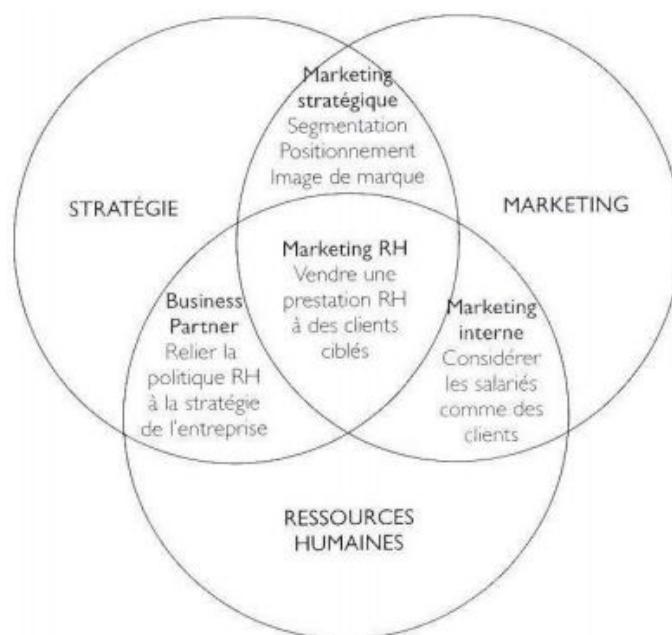 Marketing
stratégique
Segmentation
Positionnement
Image de marque
STRATÉGIE
MARKETING
Marketing RH
Vendre une
prestation RH
à des clients
ciblés
Business
Partner
Relier la
politique RH
à la stratégie
de l'entreprise
Marketing
interne
Considérer
les salariés
comme des
clients
RESSOURCES
HUMAINES